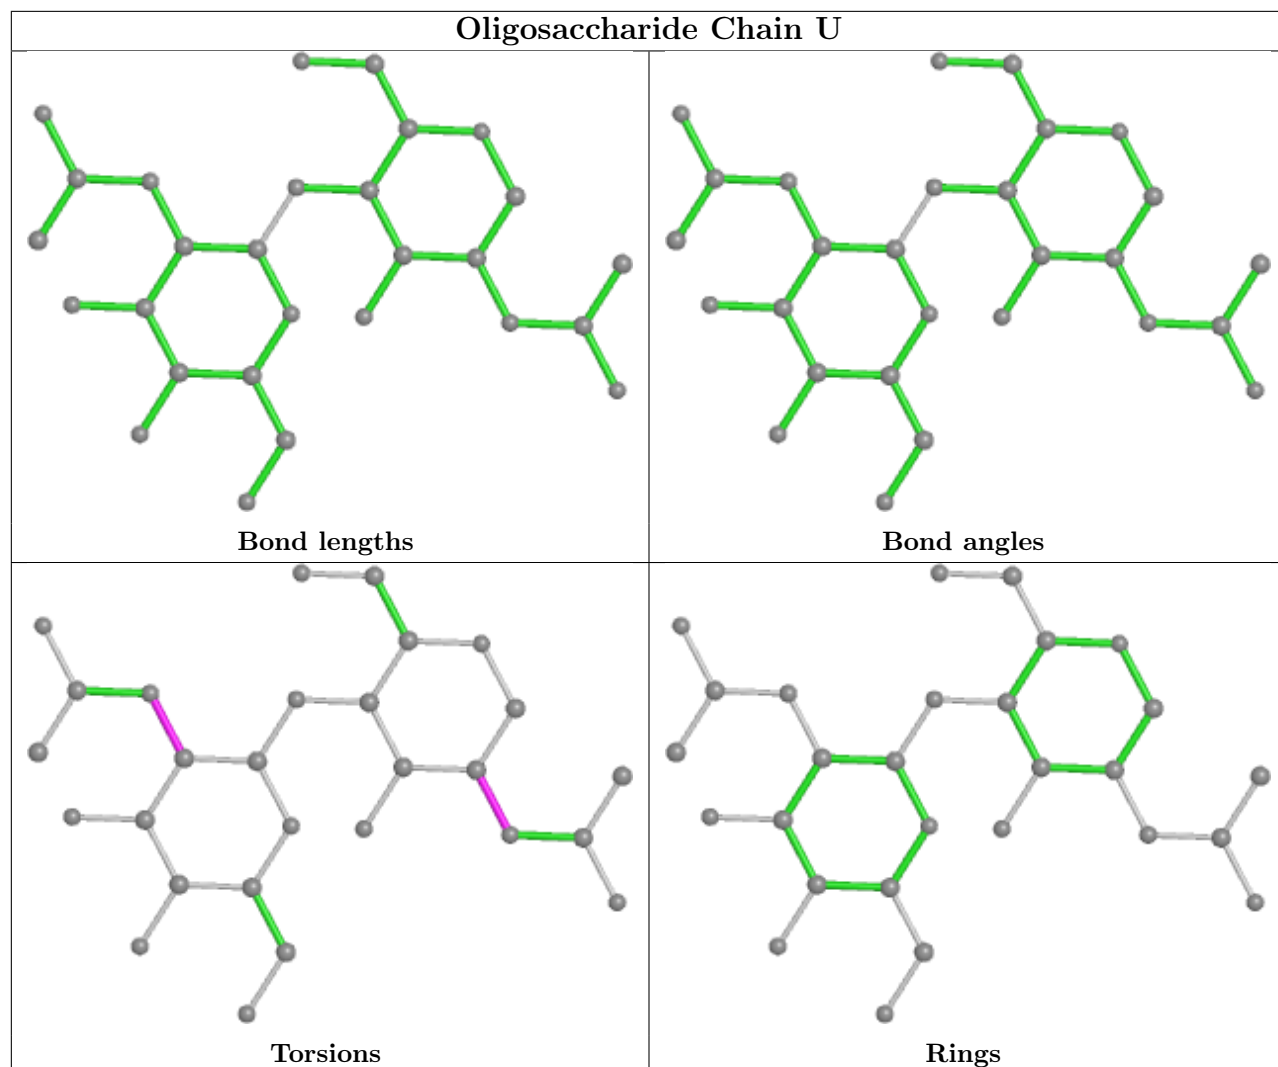 Oligosaccharide Chain U
Bond lengths
Bond angles
Torsions
Rings